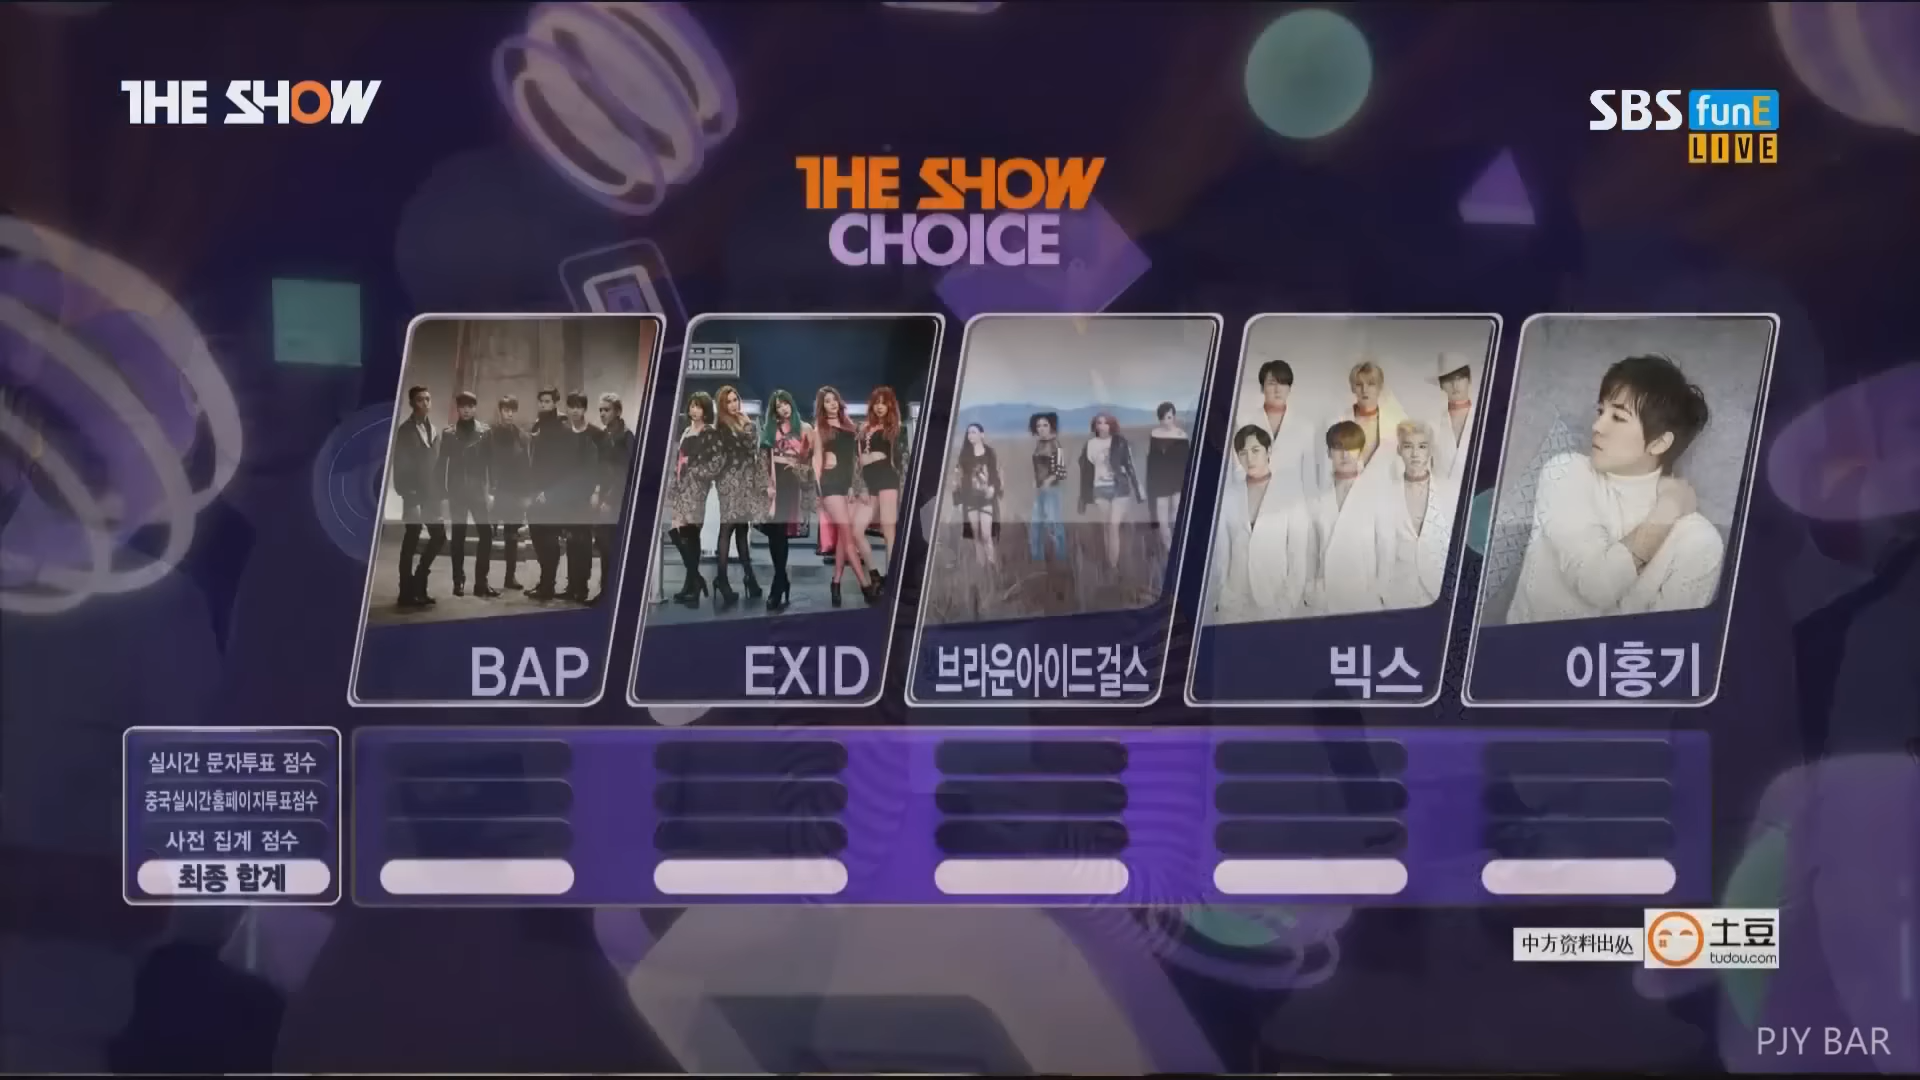 THE SHOW
SBS funE
LIVE
THE SHOW
CHOICE
1090 1050
BAP
EXID
브라운아이드걸스
빅스
이홍기
실시간 문자투표 점수
중국실시간홈페이지투표점수
사전 집계 점수
최종 합계
中方资料出处
土豆
tudou.com
PJY BAR